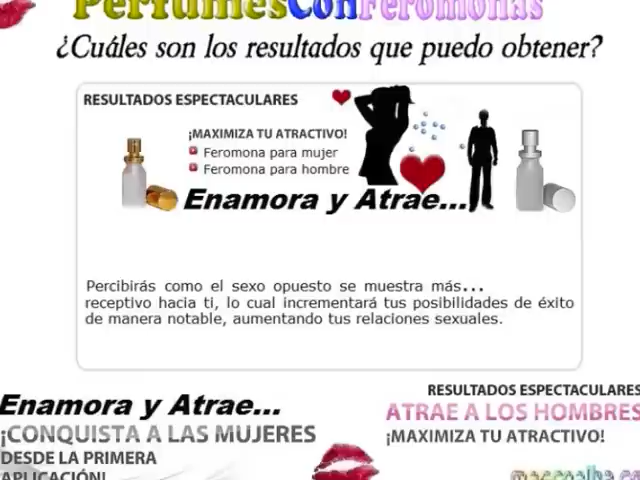 PerfumesConFeromonas
¿Cuáles son los resultados que puedo obtener?
RESULTADOS ESPECTACULARES
¡MAXIMIZA TU ATRACTIVO!
Feromona para mujer
Feromona para hombre
Enamora y Atrae...
Percibirás como el sexo opuesto se muestra más...
receptivo hacia ti, lo cual incrementará tus posibilidades de éxito
de manera notable, aumentando tus relaciones sexuales.
Enamora y Atrae...
¡CONQUISTA A LAS MUJERES
DESDE LA PRIMERA
APLICACIÓN!
RESULTADOS ESPECTACULARES
ATRAE A LOS HOMBRES
¡MAXIMIZA TU ATRACTIVO!